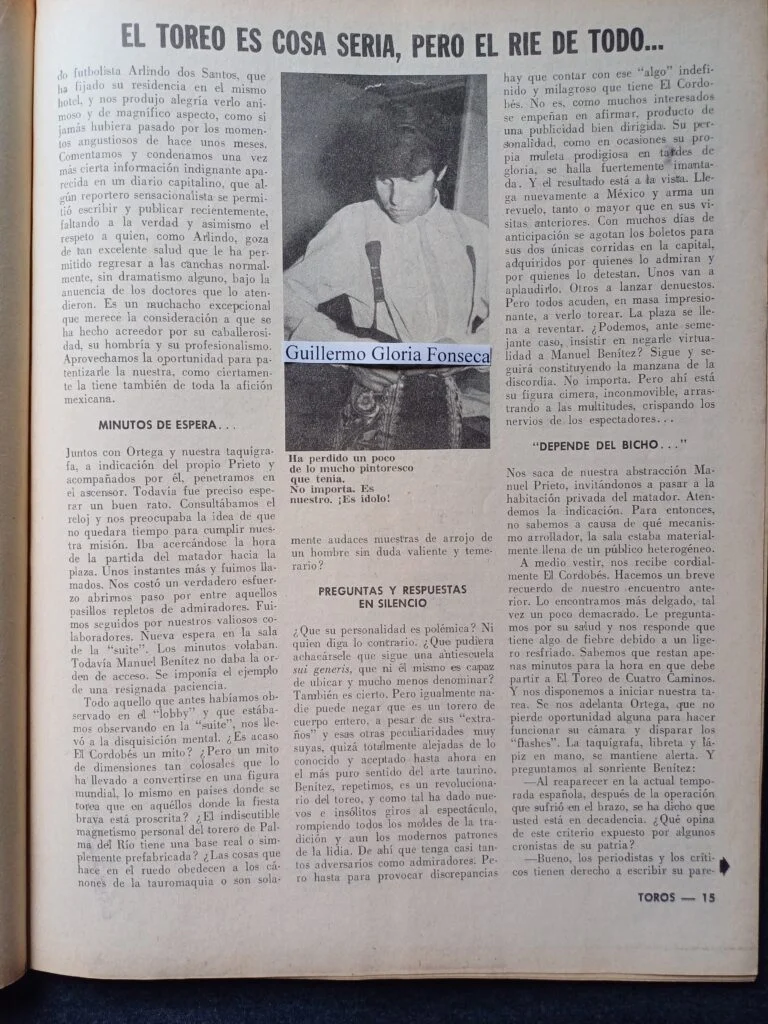 EL TOREO ES COSA SERIA, PERO EL RIE DE TODO...
do futbolista Arlindo dos Santos, que
ha fijado su residencia en el mismo
hotel, y nos produjo alegría verlo ani-
moso y de magnífico aspecto, como si
jamás hubiera pasado por los momen-
tos angustiosos de hace unos meses.
Comentamos y condenamos una vez
más cierta información indignante apa-
recida en un diario capitalino, que al-
gún reportero sensacionalista se permi-
tió escribir y publicar recientemente,
faltando a la verdad y asimismo el
respeto a quien, como Arlindo, goza
de tan excelente salud que le ha per-
mitido regresar a las canchas normal-
mente, sin dramatismo alguno, bajo la
anuencia de los doctores que lo aten-
dieron. Es un muchacho excepcional
que merece la consideración a que se
ha hecho acreedor por su caballerosi-
dad, su hombría y su profesionalismo.
Aprovechamos la oportunidad para pa-
tentizarle la nuestra, como ciertamen-
te la tiene también de toda la afición
mexicana.
MINUTOS DE ESPERA...
Juntos con Ortega y nuestra taquígra-
fa, a indicación del propio Prieto y
acompañados por él, penetramos en
el ascensor. Todavía fue preciso espe-
rar un buen rato. Consultábamos el
reloj y nos preocupaba la idea de que
no quedara tiempo para cumplir nues-
tra misión. Iba acercándose la hora
de la partida del matador hacia la
plaza. Unos instantes más y fuimos lla-
mados. Nos costó un verdadero esfuer-
zo abrirnos paso por entre aquellos
pasillos repletos de admiradores. Fui-
mos seguidos por nuestros valiosos co-
laboradores. Nueva espera en la sala
de la "suite". Los minutos volaban.
Todavía Manuel Benítez no daba la or-
den de acceso. Se imponía el ejemplo
de una resignada paciencia.
Todo aquello que antes habíamos ob-
servado en el "lobby" y que estába-
mos observando en la "suite", nos lle-
vó a la disquisición mental. ¿Es acaso
El Cordobés un mito? ¿Pero un mito
de dimensiones tan colosales que lo
ha llevado a convertirse en una figura
mundial, lo mismo en países donde se
torea que en aquéllos donde la fiesta
brava está proscrita? ¿El indiscutible
magnetismo personal del torero de Pal-
ma del Río tiene una base real o sim-
plemente prefabricada? ¿Las cosas que
hace en el ruedo obedecen a los cá-
nones de la tauromaquia o son sola-
Guillermo Gloria Fonseca
Ha perdido un poco
de lo mucho pintoresco
que tenía.
No importa. Es
nuestro. ¡Es ídolo!
mente audaces muestras de arrojo de
un hombre sin duda valiente y teme-
rario?
PREGUNTAS Y RESPUESTAS
EN SILENCIO
¿Que su personalidad es polémica? Ni
quien diga lo contrario. ¿Que pudiera
achacársele que sigue una antiescuela
sui generis, que ni él mismo es capaz
de ubicar y mucho menos denominar?
También es cierto. Pero igualmente na-
die puede negar que es un torero de
cuerpo entero, a pesar de sus "extra-
ños" y esas otras peculiaridades muy
suyas, quizá totalmente alejadas de lo
conocido y aceptado hasta ahora en
el más puro sentido del arte taurino.
Benítez, repetimos, es un revoluciona-
rio del toreo, y como tal ha dado nue-
vos e insólitos giros al espectáculo,
rompiendo todos los moldes de la tra-
dición y aun los modernos patrones
de la lidia. De ahí que tenga casi tan-
tos adversarios como admiradores. Pe-
ro hasta para provocar discrepancias
hay que contar con ese "algo" indefi-
nido y milagroso que tiene El Cordo-
bés. No es, como muchos interesados
se empeñan en afirmar, producto de
una publicidad bien dirigida. Su per-
sonalidad, como en ocasiones su pro-
pia muleta prodigiosa en tardes de
gloria, se halla fuertemente imanta-
da. Y el resultado está a la vista. Lle-
ga nuevamente a México y arma un
revuelo, tanto o mayor que en sus vi-
sitas anteriores. Con muchos días de
anticipación se agotan los boletos para
sus dos únicas corridas en la capital,
adquiridos por quienes lo admiran y
por quienes lo detestan. Unos van a
aplaudirlo. Otros a lanzar denuestos.
Pero todos acuden, en masa impresio-
nante, a verlo torear. La plaza se lle-
na a reventar. ¿Podemos, ante seme-
jante caso, insistir en negarle virtua-
lidad a Manuel Benítez? Sigue y se-
guirá constituyendo la manzana de la
discordia. No importa. Pero ahí está
su figura cimera, inconmovible, arras-
trando a las multitudes, crispando los
nervios de los espectadores...
"DEPENDE DEL BICHO..."
Nos saca de nuestra abstracción Ma-
nuel Prieto, invitándonos a pasar a la
habitación privada del matador. Aten-
demos la indicación. Para entonces,
no sabemos a causa de qué mecanis-
mo arrollador, la sala estaba material-
mente llena de un público heterogéneo.
A medio vestir, nos recibe cordial-
mente El Cordobés. Hacemos un breve
recuerdo de nuestro encuentro ante-
rior. Lo encontramos más delgado, tal
vez un poco demacrado. Le pregunta-
mos por su salud y nos responde que
tiene algo de fiebre debido a un lige-
ro resfriado. Sabemos que restan ape-
nas minutos para la hora en que debe
partir a El Toreo de Cuatro Caminos.
Y nos disponemos a iniciar nuestra ta-
rea. Se nos adelanta Ortega, que no
pierde oportunidad alguna para hacer
funcionar su cámara y disparar los
"flashes". La taquígrafa, libreta y lá-
piz en mano, se mantiene alerta. Y
preguntamos al sonriente Benítez:
—Al reaparecer en la actual tempo-
rada española, después de la operación
que sufrió en el brazo, se ha dicho que
usted está en decadencia. ¿Qué opina
de este criterio expuesto por algunos
cronistas de su patria?
—Bueno, los periodistas y los críti-
cos tienen derecho a escribir su pare-
TOROS — 15